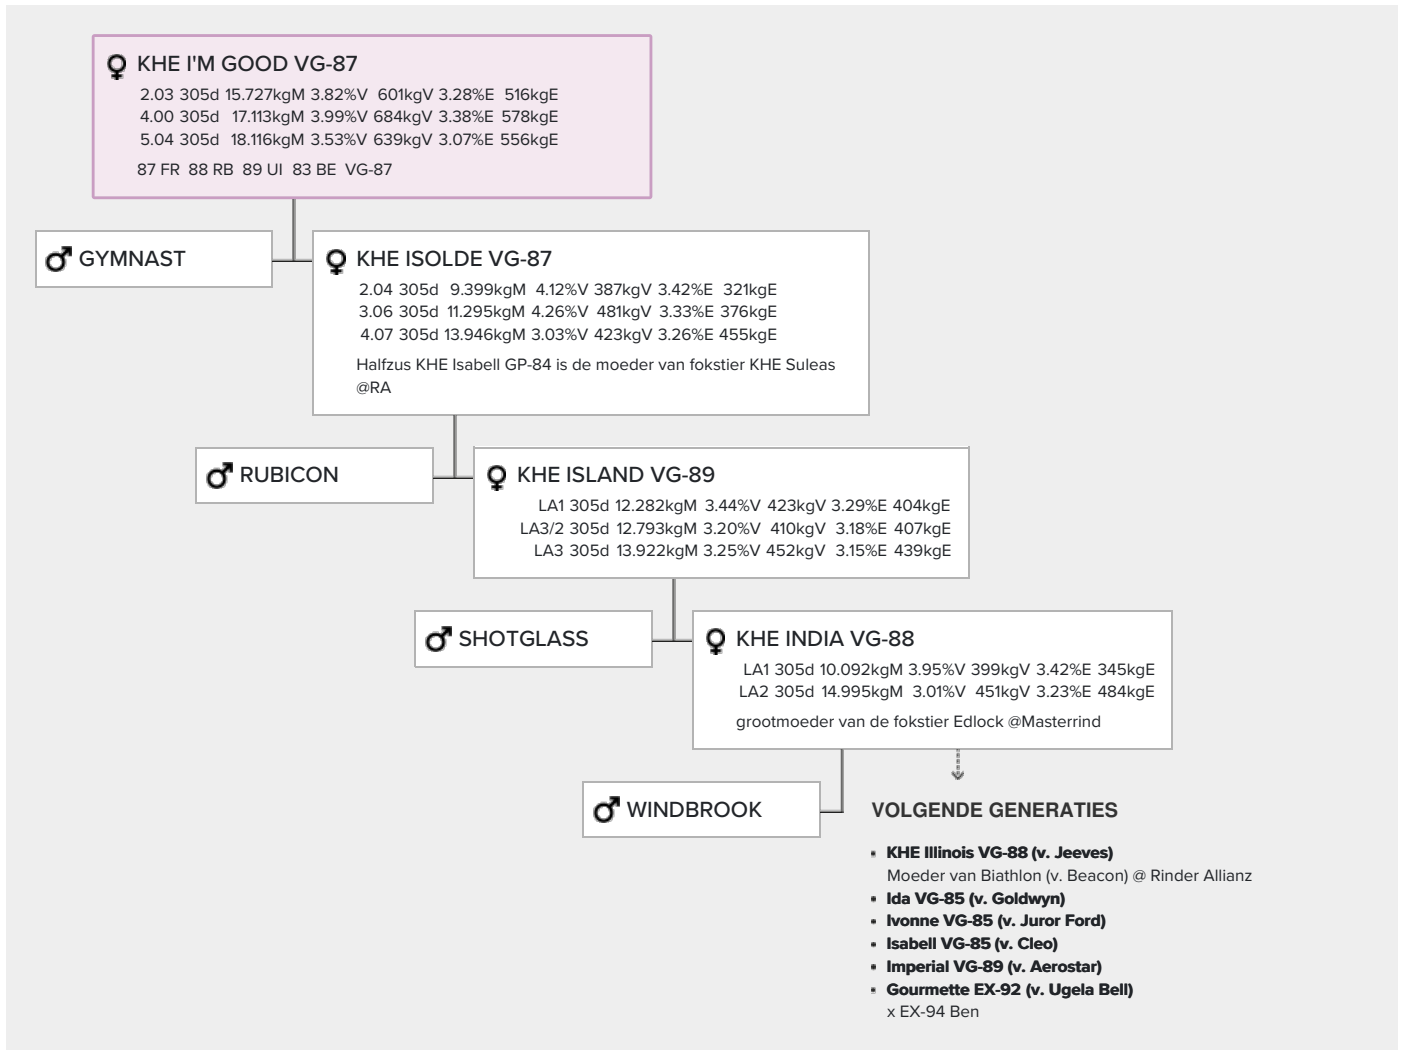 KHE I'M GOOD VG-87
2.03 305d 15.727kgM 3.82%V 601kgV 3.28%E 516kgE
4.00 305d 17.113kgM 3.99%V 684kgV 3.38%E 578kgE
5.04 305d 18.116kgM 3.53%V 639kgV 3.07%E 556kgE
87 FR 88 RB 89 UI 83 BE VG-87
GYMNAST
KHE ISOLDE VG-87
2.04 305d 9.399kgM 4.12%V 387kgV 3.42%E 321kgE
3.06 305d 11.295kgM 4.26%V 481kgV 3.33%E 376kgE
4.07 305d 13.946kgM 3.03%V 423kgV 3.26%E 455kgE
Halfzus KHE Isabell GP-84 is de moeder van fokstier KHE Suleas
@RA
RUBICON
KHE ISLAND VG-89
LA1 305d 12.282kgM 3.44%V 423kgV 3.29%E 404kgE
LA3/2 305d 12.793kgM 3.20%V 410kgV 3.18%E 407kgE
LA3 305d 13.922kgM 3.25%V 452kgV 3.15%E 439kgE
SHOTGLASS
KHE INDIA VG-88
LA1 305d 10.092kgM 3.95%V 399kgV 3.42%E 345kgE
LA2 305d 14.995kgM 3.01%V 451kgV 3.23%E 484kgE
grootmoeder van de fokstier Edlock @Masterrind
WINDBROOK
VOLGENDE GENERATIES
KHE Illinois VG-88 (v. Jeeves)
Moeder van Biathlon (v. Beacon) @ Rinder Allianz
Ida VG-85 (v. Goldwyn)
Ivonne VG-85 (v. Juror Ford)
Isabell VG-85 (v. Cleo)
Imperial VG-89 (v. Aerostar)
Gourmette EX-92 (v. Ugela Bell)
x EX-94 Ben